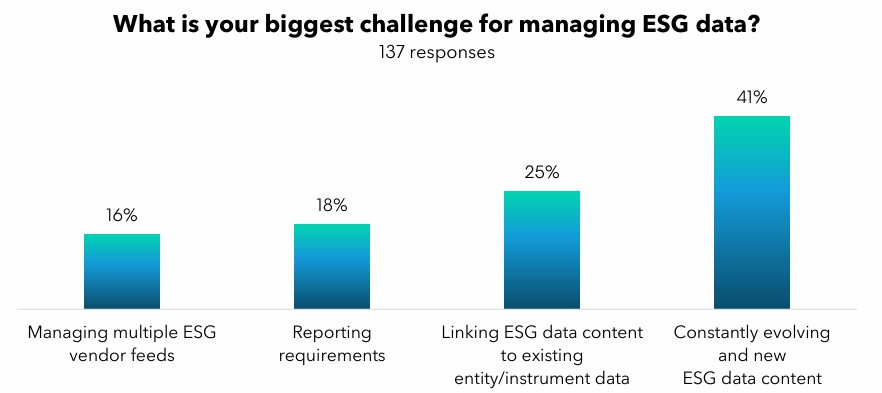 What is your biggest challenge for managing ESG data?
137 responses
16%
18%
25%
41%
Managing multiple ESG
vendor feeds
Reporting
requirements
Linking ESG data content
to existing
entity/instrument data
Constantly evolving
and new
ESG data content